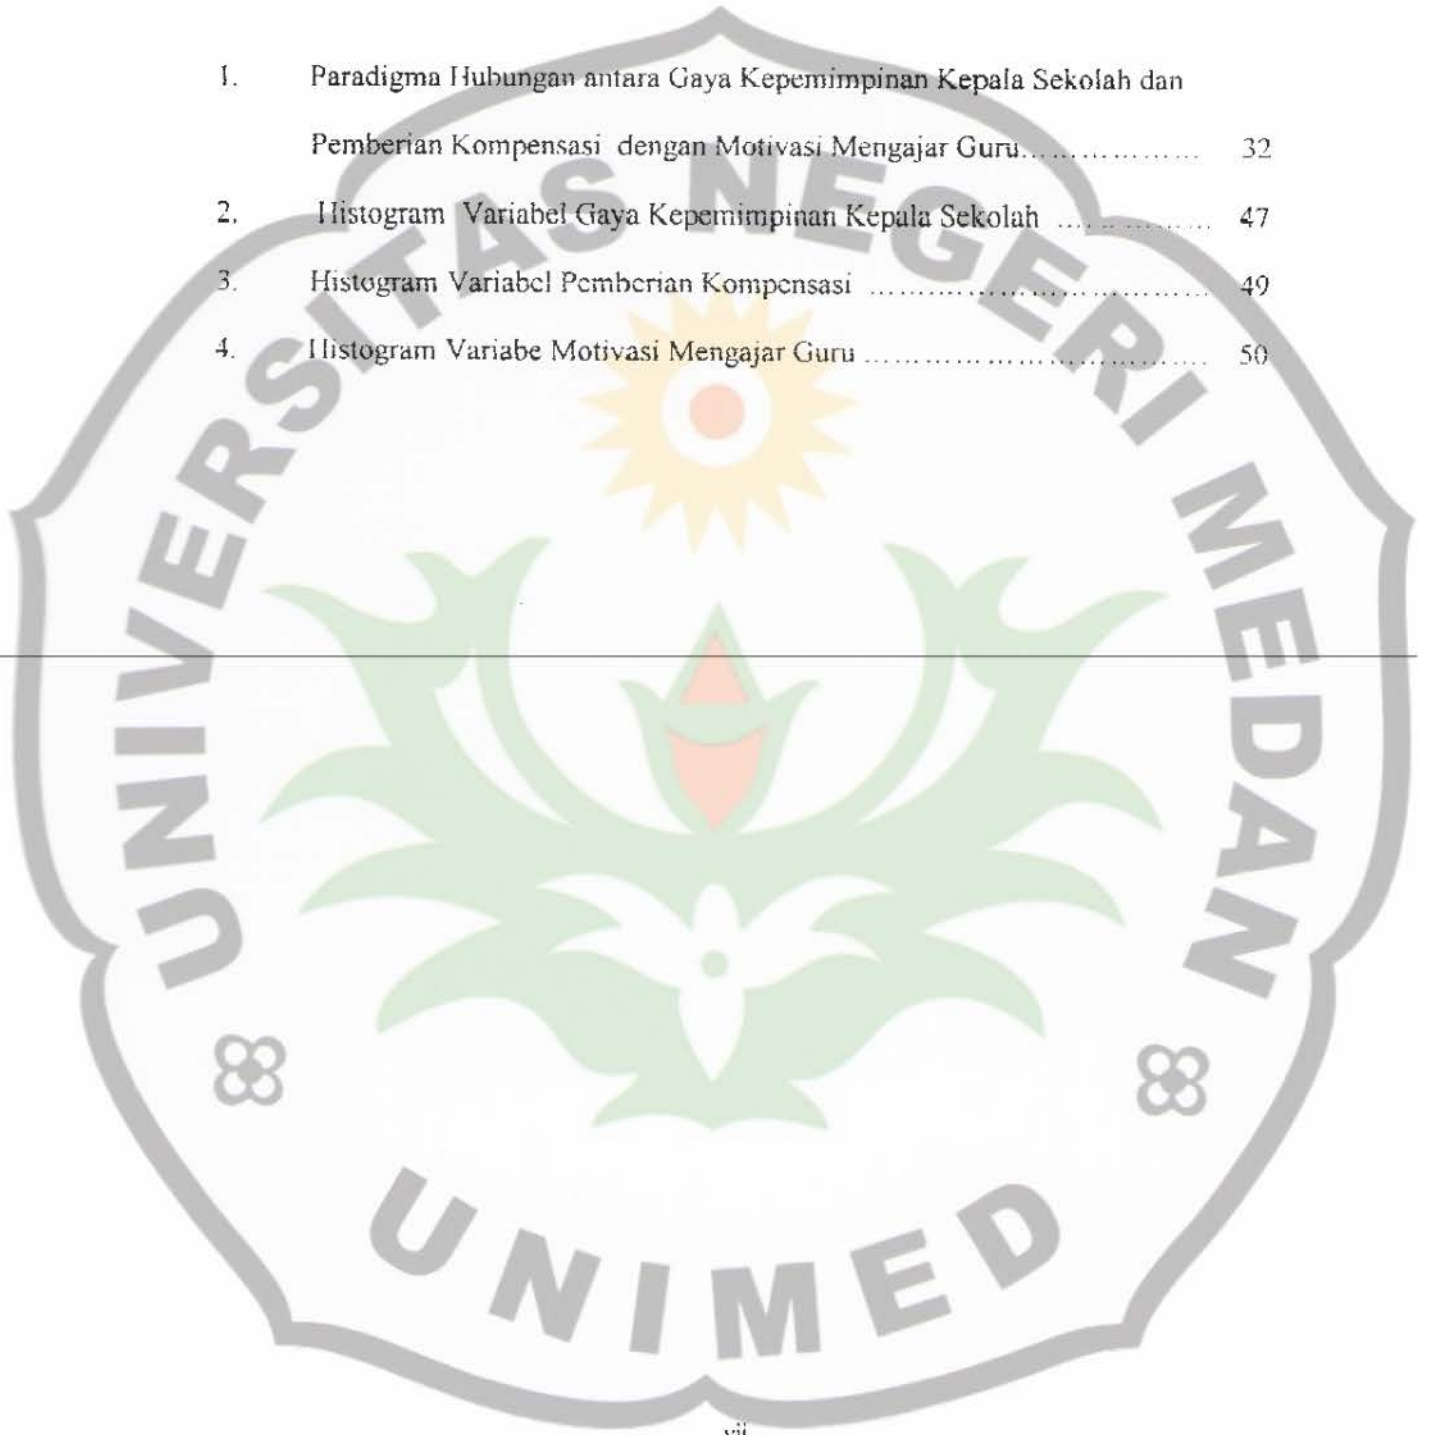 1. Paradigma Hubungan antara Gaya Kepemimpinan Kepala Sekolah dan
Pemberian Kompensasi dengan Motivasi Mengajar Guru.................. 32
2. Histogram Variabel Gaya Kepemimpinan Kepala Sekolah ................ 47
3. Histogram Variabel Pemberian Kompensasi .................................. 49
4. Histogram Variabe Motivasi Mengajar Guru .................................. 50
UNIVERSITAS NEGERI MEDAN
UNIMED
vii